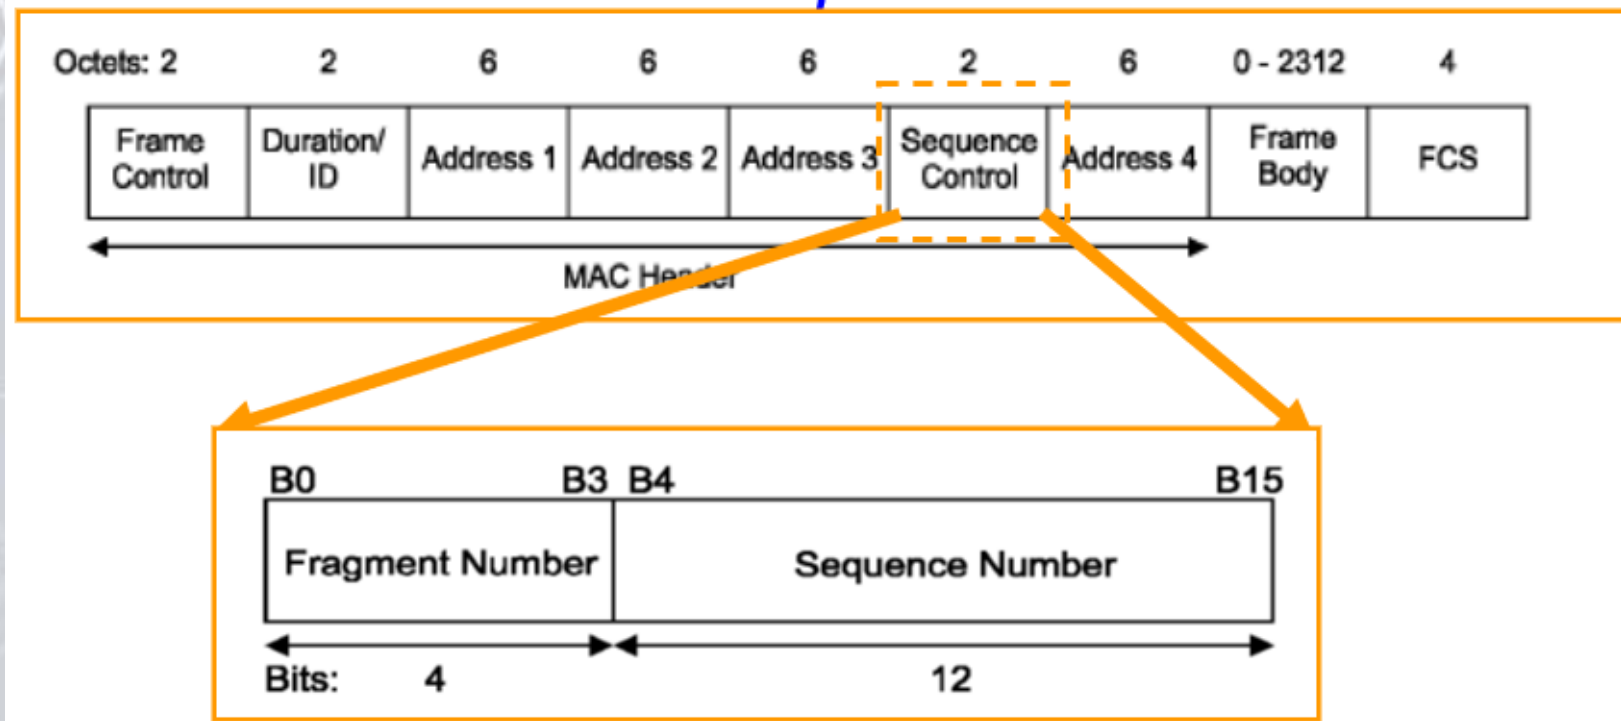 Octets: 2 2 6 6 6 2 6 0 - 2312 4
Frame Control
Duration/ ID
Address 1
Address 2
Address 3
Sequence Control
Address 4
Frame Body
FCS
MAC Header
B0 B3 B4 B15
Fragment Number Sequence Number
Bits: 4 12